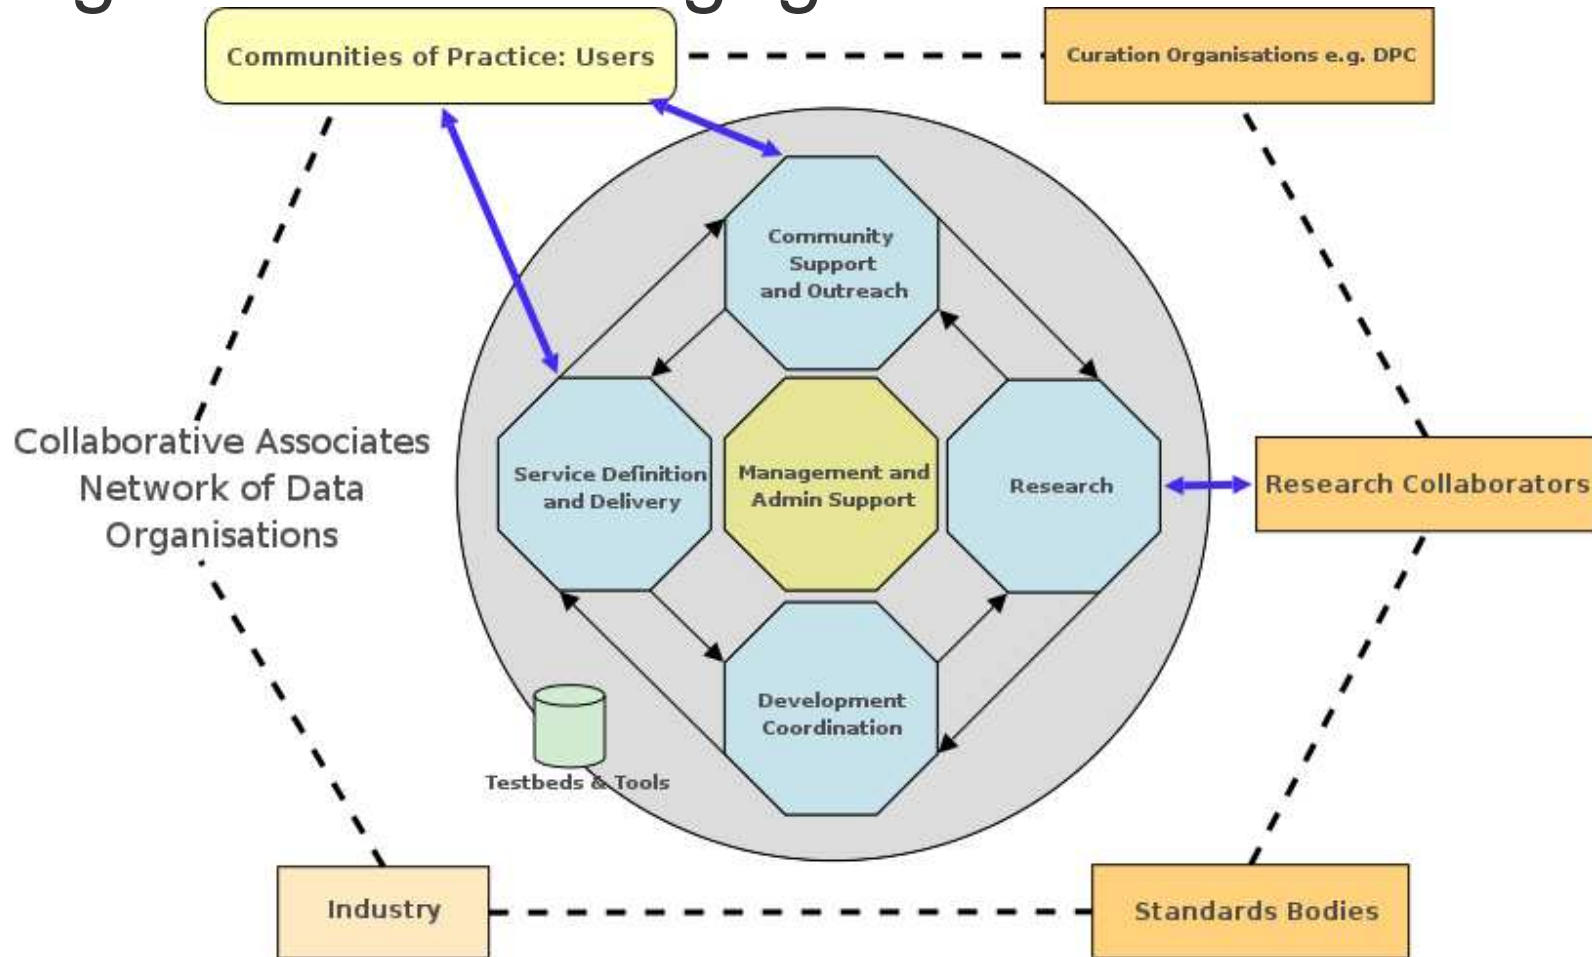 Communities of Practice: Users
Curation Organisations e.g. DPC
Community
Support
and Outreach
Collaborative Associates
Network of Data
Organisations
Service Definition
and Delivery
Management and
Admin Support
Research
Research Collaborators
Development
Coordination
Testbeds & Tools
Industry
Standards Bodies